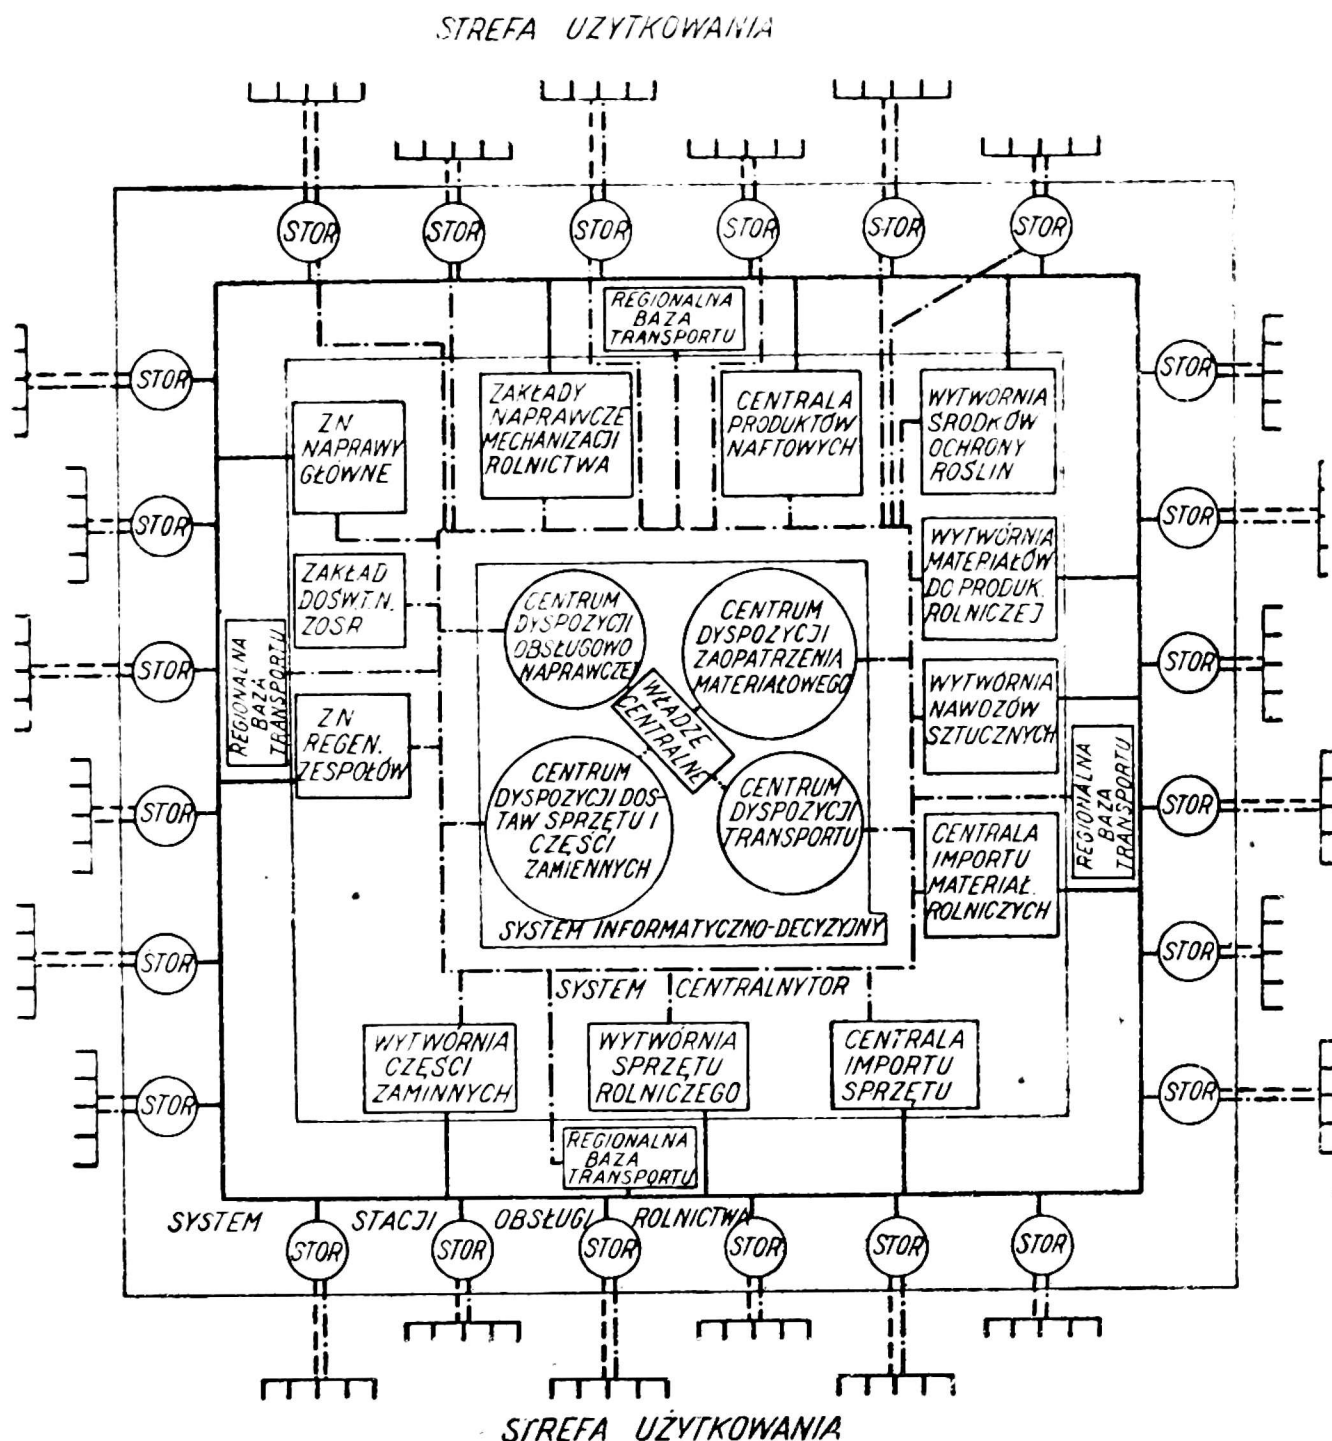 STREFA UŻYTKOWANIA
STOR
STOR
STOR
STOR
STOR
STOR
REGIONALNA
BAZA
TRANSPORTU
STOR
STOR
ZN
NAPRAWY
GŁÓWNE
ZAKŁADY
NAPRAWCZE
MECHANIZACJI
ROLNICTWA
CENTRALA
PRODUKTÓW
NAFTOWYCH
WYTWÓRNIA
ŚRODKÓW
OCHRONY
ROŚLIN
STOR
STOR
ZAKŁAD
DOŚW.T.N.
ZOSR
WYTWÓRNIA
MATERIAŁÓW
DO PRODUK.
ROLNICZEJ
CENTRUM
DYSPOZYCJI
OBSŁUGOWO
NAPRAWCZEJ
CENTRUM
DYSPOZYCJI
ZAOPATRZENIA
MATERIAŁOWEGO
STOR
STOR
REGIONALNA
BAZA
TRANSPORTU
ZN
REGEN.
ZESPOŁÓW
WŁADZE
CENTRALNE
WYTWÓRNIA
NAWOZÓW
SZTUCZNYCH
REGIONALNA
BAZA
TRANSPORTU
STOR
STOR
CENTRUM
DYSPOZYCJI DOS-
TAW SPRZĘTU I
CZĘŚCI
ZAMIENNYCH
CENTRUM
DYSPOZYCJI
TRANSPORTU
CENTRALA
IMPORTU
MATERIAŁ.
ROLNICZYCH
SYSTEM INFORMATYCZNO-DECYZYJNY
STOR
STOR
SYSTEM CENTRALNYTOR
WYTWÓRNIA
CZĘŚCI
ZAMINNYCH
WYTWÓRNIA
SPRZĘTU
ROLNICZEGO
CENTRALA
IMPORTU
SPRZĘTU
STOR
STOR
REGIONALNA
BAZA
TRANSPORTU
SYSTEM STACJI OBSŁUGI ROLNICTWA
STOR
STOR
STOR
STOR
STOR
STOR
STREFA UŻYTKOWANIA